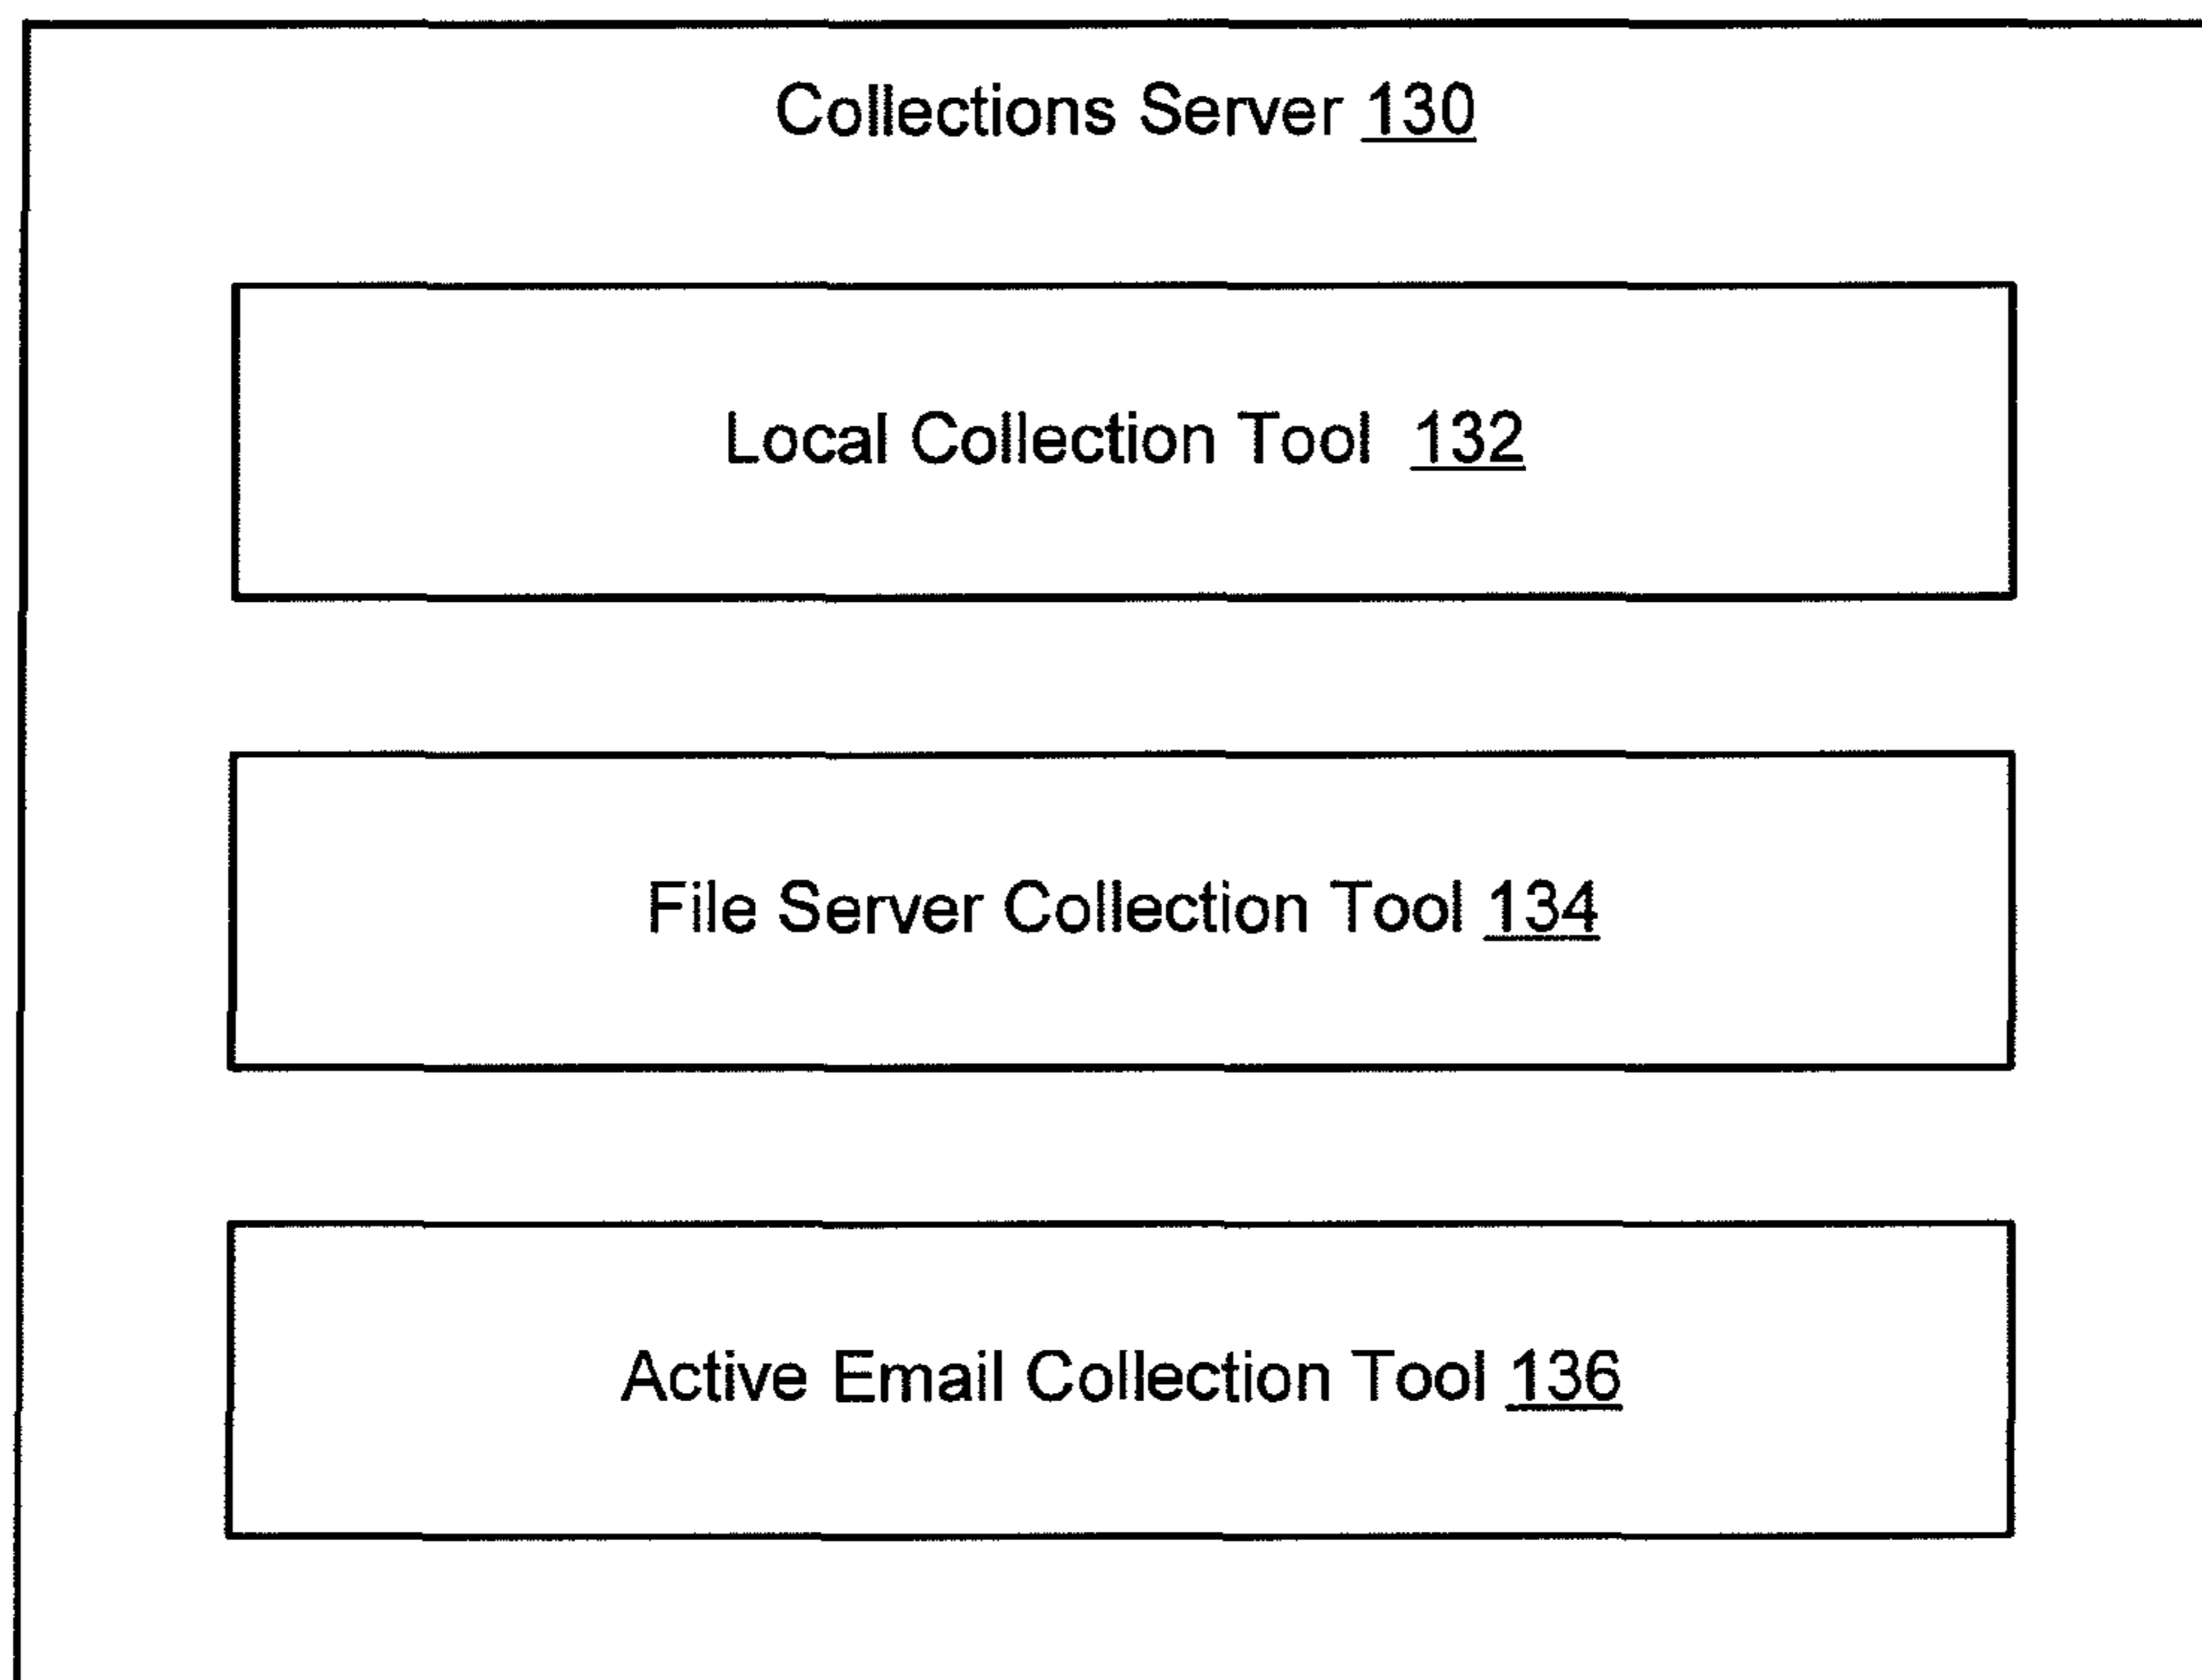 Collections Server 130
Local Collection Tool 132
File Server Collection Tool 134
Active Email Collection Tool 136